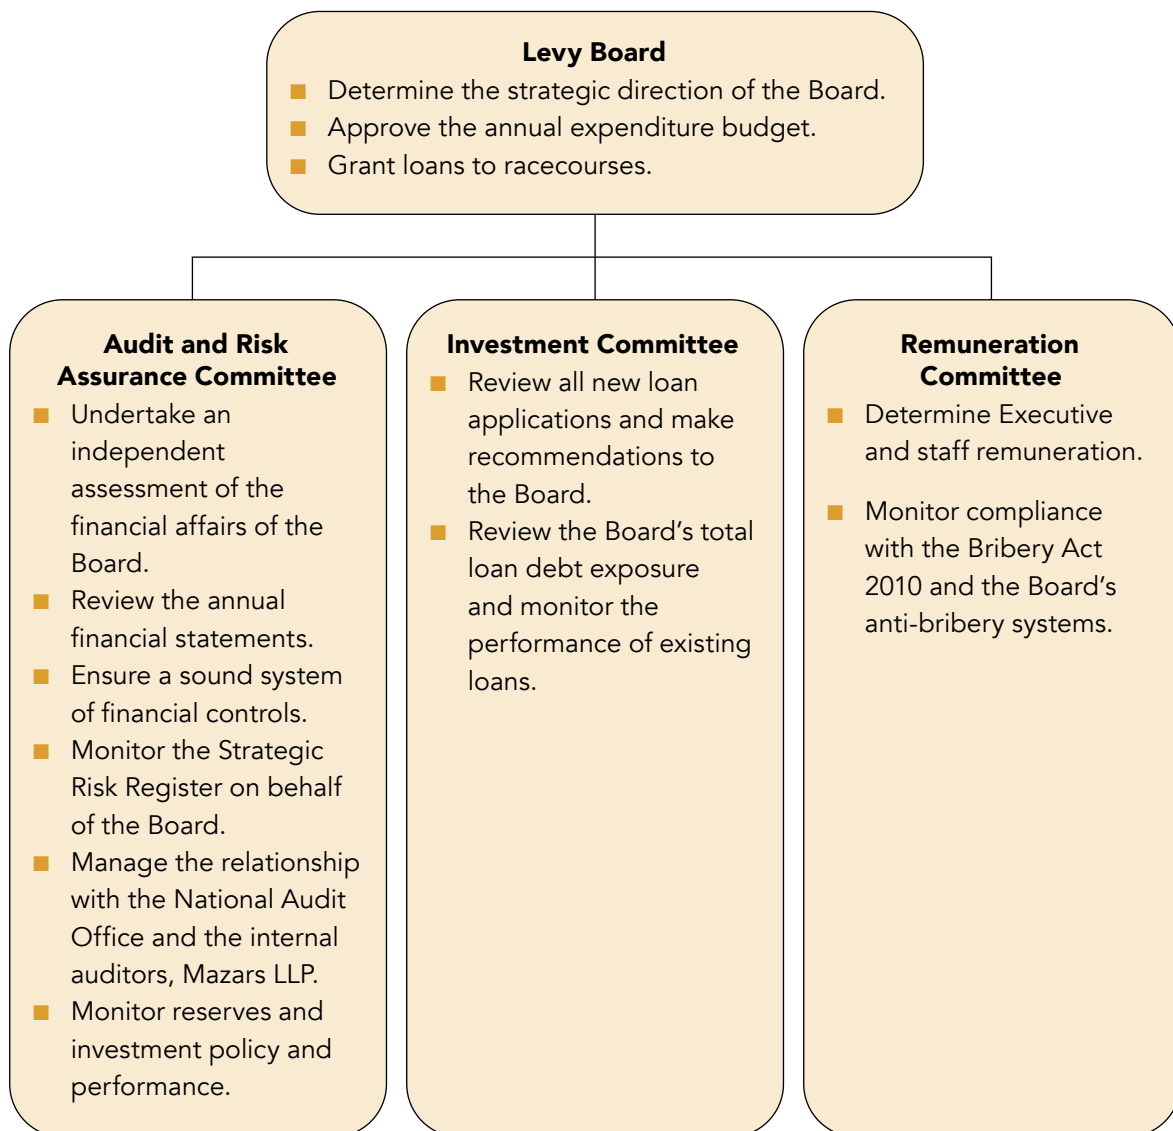 Levy Board
■ Determine the strategic direction of the Board.
■ Approve the annual expenditure budget.
■ Grant loans to racecourses.
Audit and Risk
Assurance Committee
■ Undertake an
independent
assessment of the
financial affairs of the
Board.
■ Review the annual
financial statements.
■ Ensure a sound system
of financial controls.
■ Monitor the Strategic
Risk Register on behalf
of the Board.
■ Manage the relationship
with the National Audit
Office and the internal
auditors, Mazars LLP.
■ Monitor reserves and
investment policy and
performance.
Investment Committee
■ Review all new loan
applications and make
recommendations to
the Board.
■ Review the Board’s total
loan debt exposure
and monitor the
performance of existing
loans.
Remuneration
Committee
■ Determine Executive
and staff remuneration.
■ Monitor compliance
with the Bribery Act
2010 and the Board’s
anti-bribery systems.